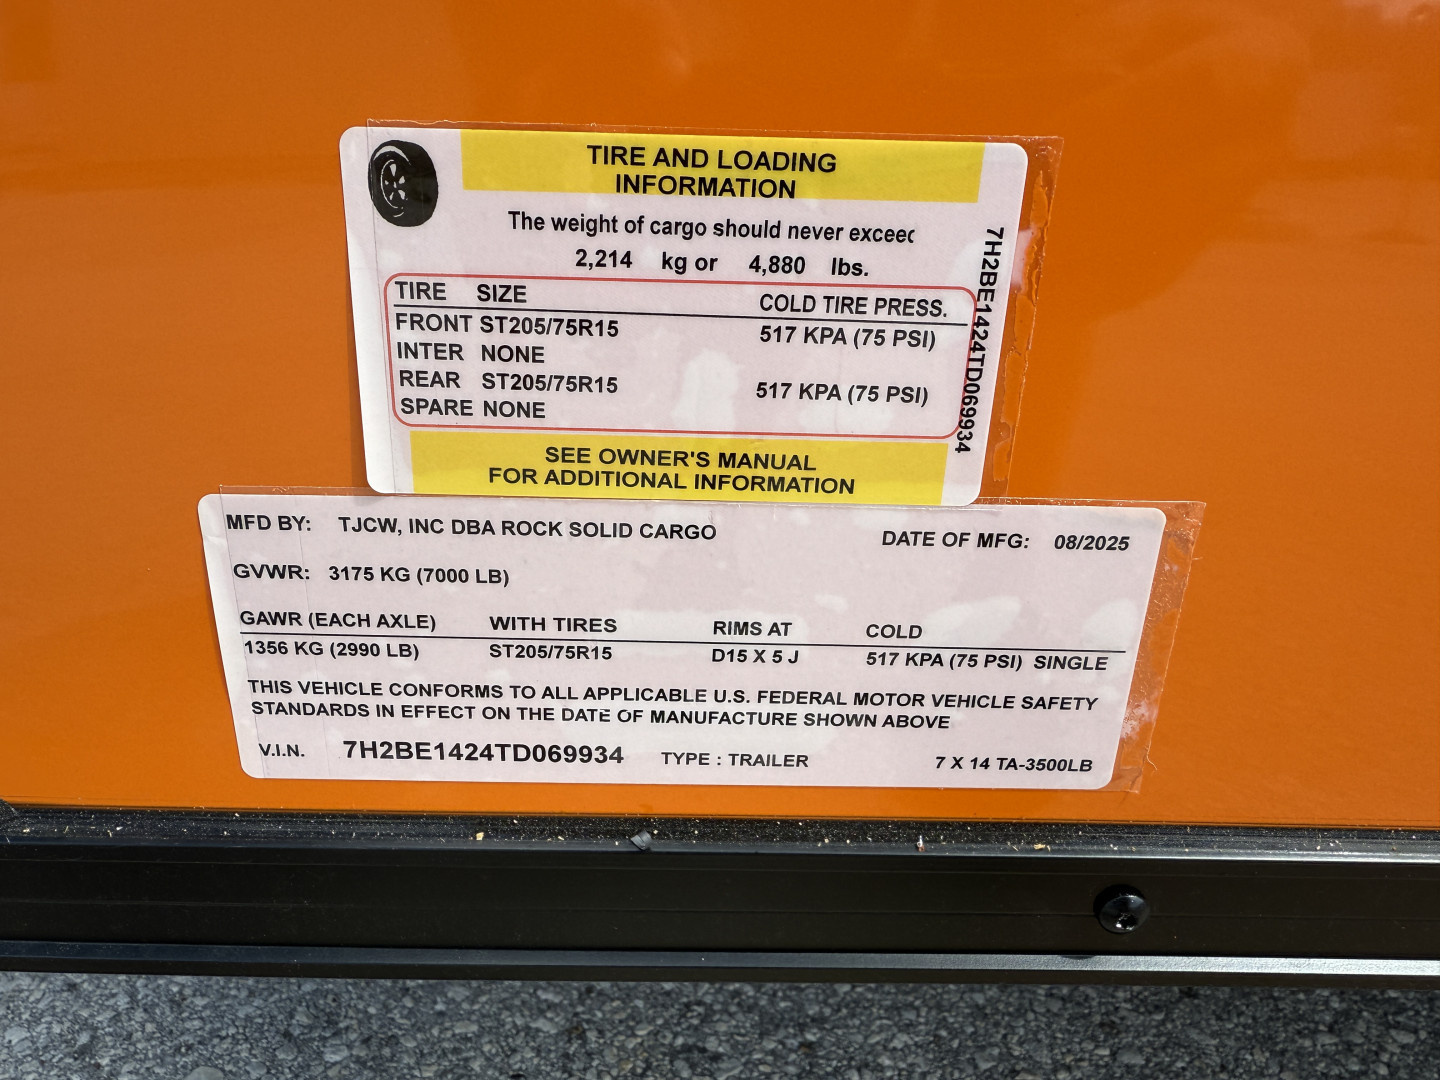 TIRE AND LOADING
INFORMATION
The weight of cargo should never exceed
2,214 kg or 4,880 lbs.
TIRE SIZE COLD TIRE PRESS.
FRONT ST205/75R15 517 KPA (75 PSI)
INTER NONE
REAR ST205/75R15 517 KPA (75 PSI)
SPARE NONE
SEE OWNER'S MANUAL
FOR ADDITIONAL INFORMATION
7H2BE1424TD069934
MFD BY: TJCW, INC DBA ROCK SOLID CARGO DATE OF MFG: 08/2025
GVWR: 3175 KG (7000 LB)
GAWR (EACH AXLE) WITH TIRES RIMS AT COLD
1356 KG (2990 LB) ST205/75R15 D15 X 5 J 517 KPA (75 PSI) SINGLE
THIS VEHICLE CONFORMS TO ALL APPLICABLE U.S. FEDERAL MOTOR VEHICLE SAFETY
STANDARDS IN EFFECT ON THE DATE OF MANUFACTURE SHOWN ABOVE
V.I.N. 7H2BE1424TD069934 TYPE : TRAILER 7 X 14 TA-3500LB